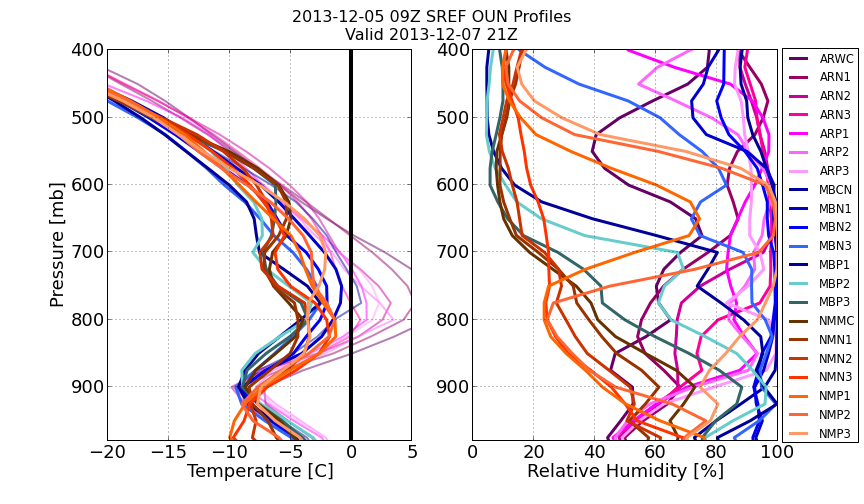 2013-12-05 09Z SREF OUN Profiles
Valid 2013-12-07 21Z
400
500
600
700
800
900
Pressure [mb]
−20
−15
−10
−5
0
5
Temperature [C]
400
500
600
700
800
900
0
20
40
60
80
100
Relative Humidity [%]
ARWC
ARN1
ARN2
ARN3
ARP1
ARP2
ARP3
MBCN
MBN1
MBN2
MBN3
MBP1
MBP2
MBP3
NMMC
NMN1
NMN2
NMN3
NMP1
NMP2
NMP3